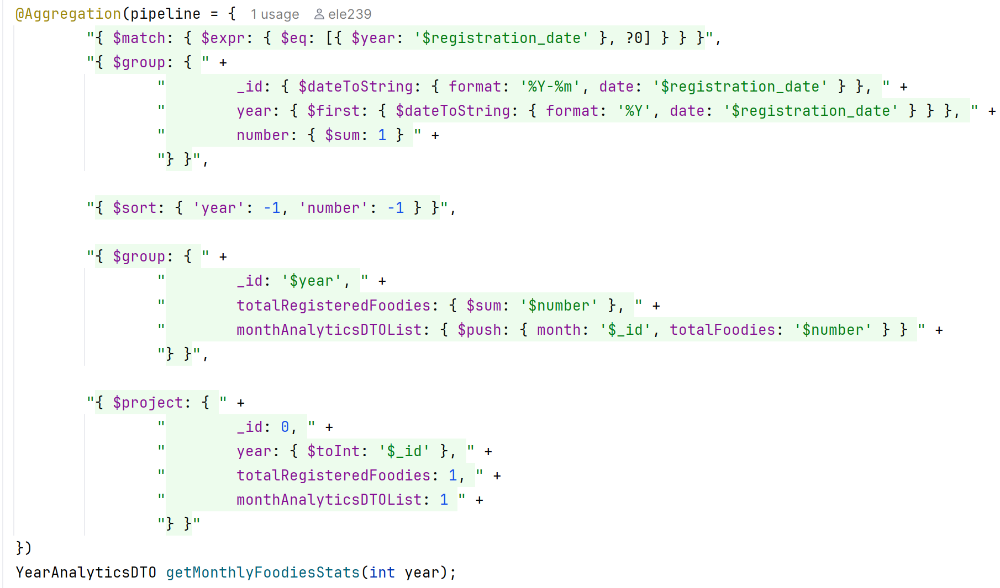 @Aggregation(pipeline = { 1 usage ele239
"{ $match: { $expr: { $eq: [{ $year: '$registration_date' }, ?0] } } }",
"{ $group: { " +
" _id: { $dateToString: { format: '%Y-%m', date: '$registration_date' } }, " +
" year: { $first: { $dateToString: { format: '%Y', date: '$registration_date' } } }, " +
" number: { $sum: 1 } " +
"} }",
"{ $sort: { 'year': -1, 'number': -1 } }",
"{ $group: { " +
" _id: '$year', " +
" totalRegisteredFoodies: { $sum: '$number' }, " +
" monthAnalyticsDTOList: { $push: { month: '$_id', totalFoodies: '$number' } } " +
"} }",
"{ $project: { " +
" _id: 0, " +
" year: { $toInt: '$_id' }, " +
" totalRegisteredFoodies: 1, " +
" monthAnalyticsDTOList: 1 " +
"} }"
})
YearAnalyticsDTO getMonthlyFoodiesStats(int year);